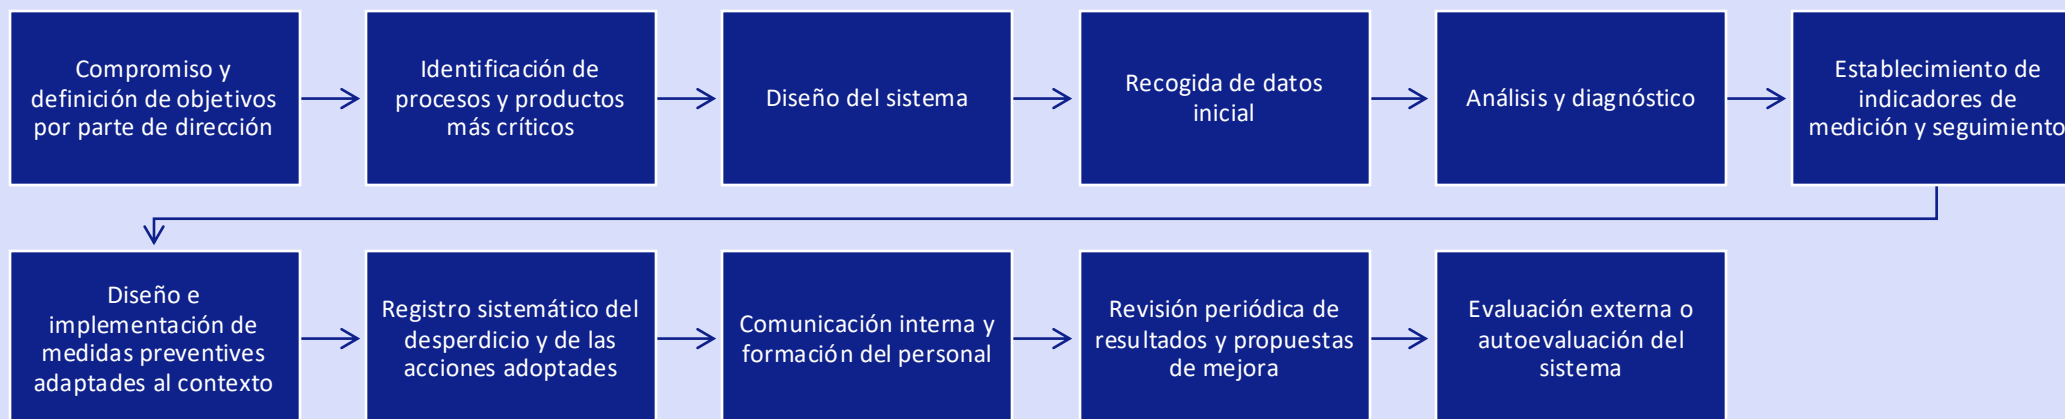 Compromiso y
definición de objetivos
por parte de dirección
Identificación de
procesos y productos
más críticos
Diseño del sistema
Recogida de datos
inicial
Análisis y diagnóstico
Establecimiento de
indicadores de
medición y seguimiento
Diseño e
implementación de
medidas preventives
adaptades al contexto
Registro sistemático del
desperdicio y de las
acciones adoptades
Comunicación interna y
formación del personal
Revisión periódica de
resultados y propuestas
de mejora
Evaluación externa o
autoevaluación del
sistema